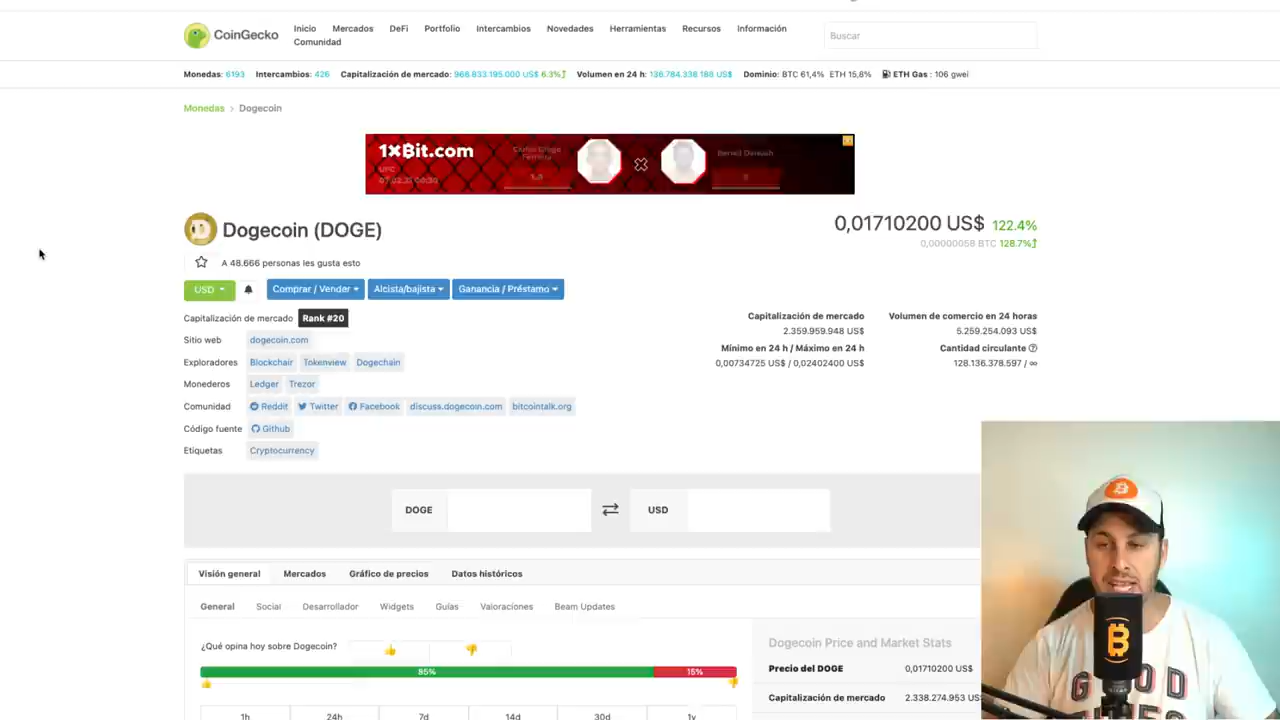 CoinGecko
Inicio Mercados DeFi Portfolio Intercambios Novedades Herramientas Recursos Información
Comunidad
Buscar
Monedas: 6193 Intercambios: 426 Capitalización de mercado: 968.833.195.000 US$ 6.3% Volumen en 24 h: 138.784.338.188 US$ Dominio: BTC 61,4% ETH 15,8% ETH Gas : 106 gwei
Monedas > Dogecoin
1×Bit.com
UFC
Dogecoin (DOGE)
0,01710200 US$ 122.4%
0,00000058 BTC 128.7%
A 48.666 personas les gusta esto
USD Comprar / Vender Alcista/bajista Ganancia / Préstamo
Capitalización de mercado Rank #20
Sitio web dogecoin.com
Exploradores Blockchair Tokenview Dogechain
Monederos Ledger Trezor
Comunidad Reddit Twitter Facebook discuss.dogecoin.com bitcointalk.org
Código fuente Github
Etiquetas Cryptocurrency
Capitalización de mercado Volumen de comercio en 24 horas
2.359.959.948 US$ 5.259.254.093 US$
Mínimo en 24 h / Máximo en 24 h Cantidad circulante
0,00734725 US$ / 0,02402400 US$ 128.136.378.597 / ∞
DOGE USD
Visión general Mercados Gráfico de precios Datos históricos
General Social Desarrollador Widgets Guías Valoraciones Beam Updates
¿Qué opina hoy sobre Dogecoin?
85% 15%
1h 24h 7d 14d 30d 1y
Dogecoin Price and Market Stats
Precio del DOGE 0,01710200 US$
Capitalización de mercado 2.338.274.953 US$